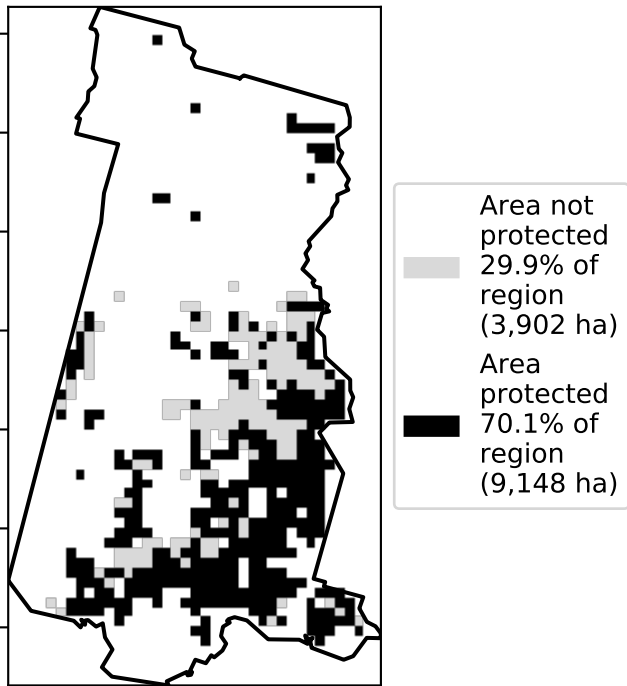 Area not
protected
29.9% of
region
(3,902 ha)
Area
protected
70.1% of
region
(9,148 ha)